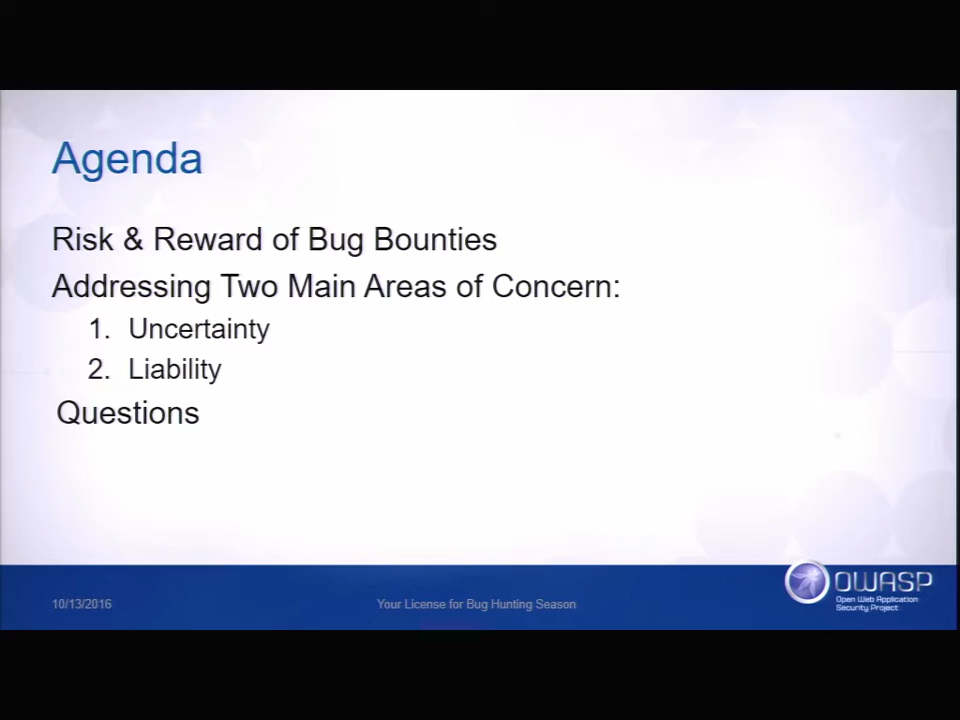 Agenda
Risk & Reward of Bug Bounties
Addressing Two Main Areas of Concern:
1. Uncertainty
2. Liability
Questions
10/13/2016
Your License for Bug Hunting Season
OWASP
Open Web Application
Security Project